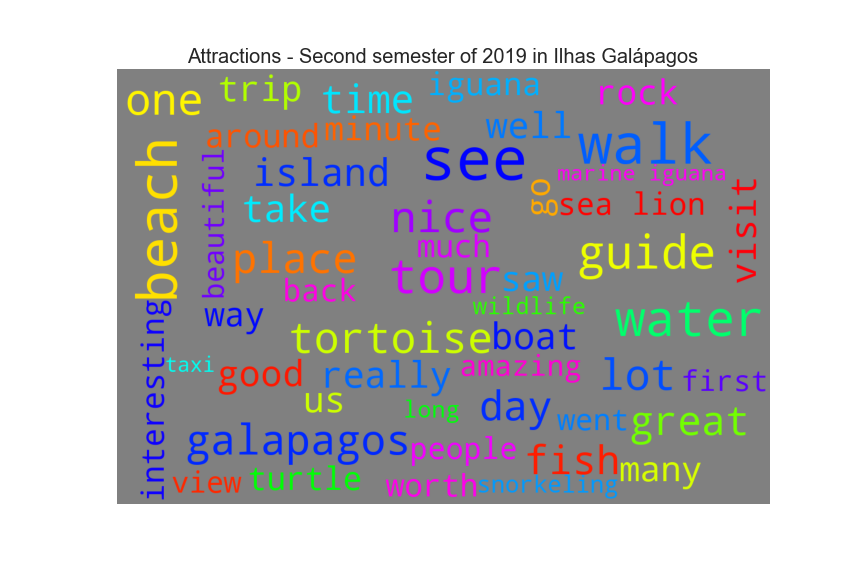 Attractions - Second semester of 2019 in Ilhas Galápagos
one
trip
time
iguana
rock
around
minute
well
walk
beach
beautiful
island
see
marine iguana
take
nice
go
sea lion
visit
place
much
guide
back
tour
saw
way
wildlife
water
interesting
tortoise
boat
taxi
good
really
amazing
lot
first
us
long
day
went
great
galapagos
people
fish
many
view
turtle
worth
snorkeling